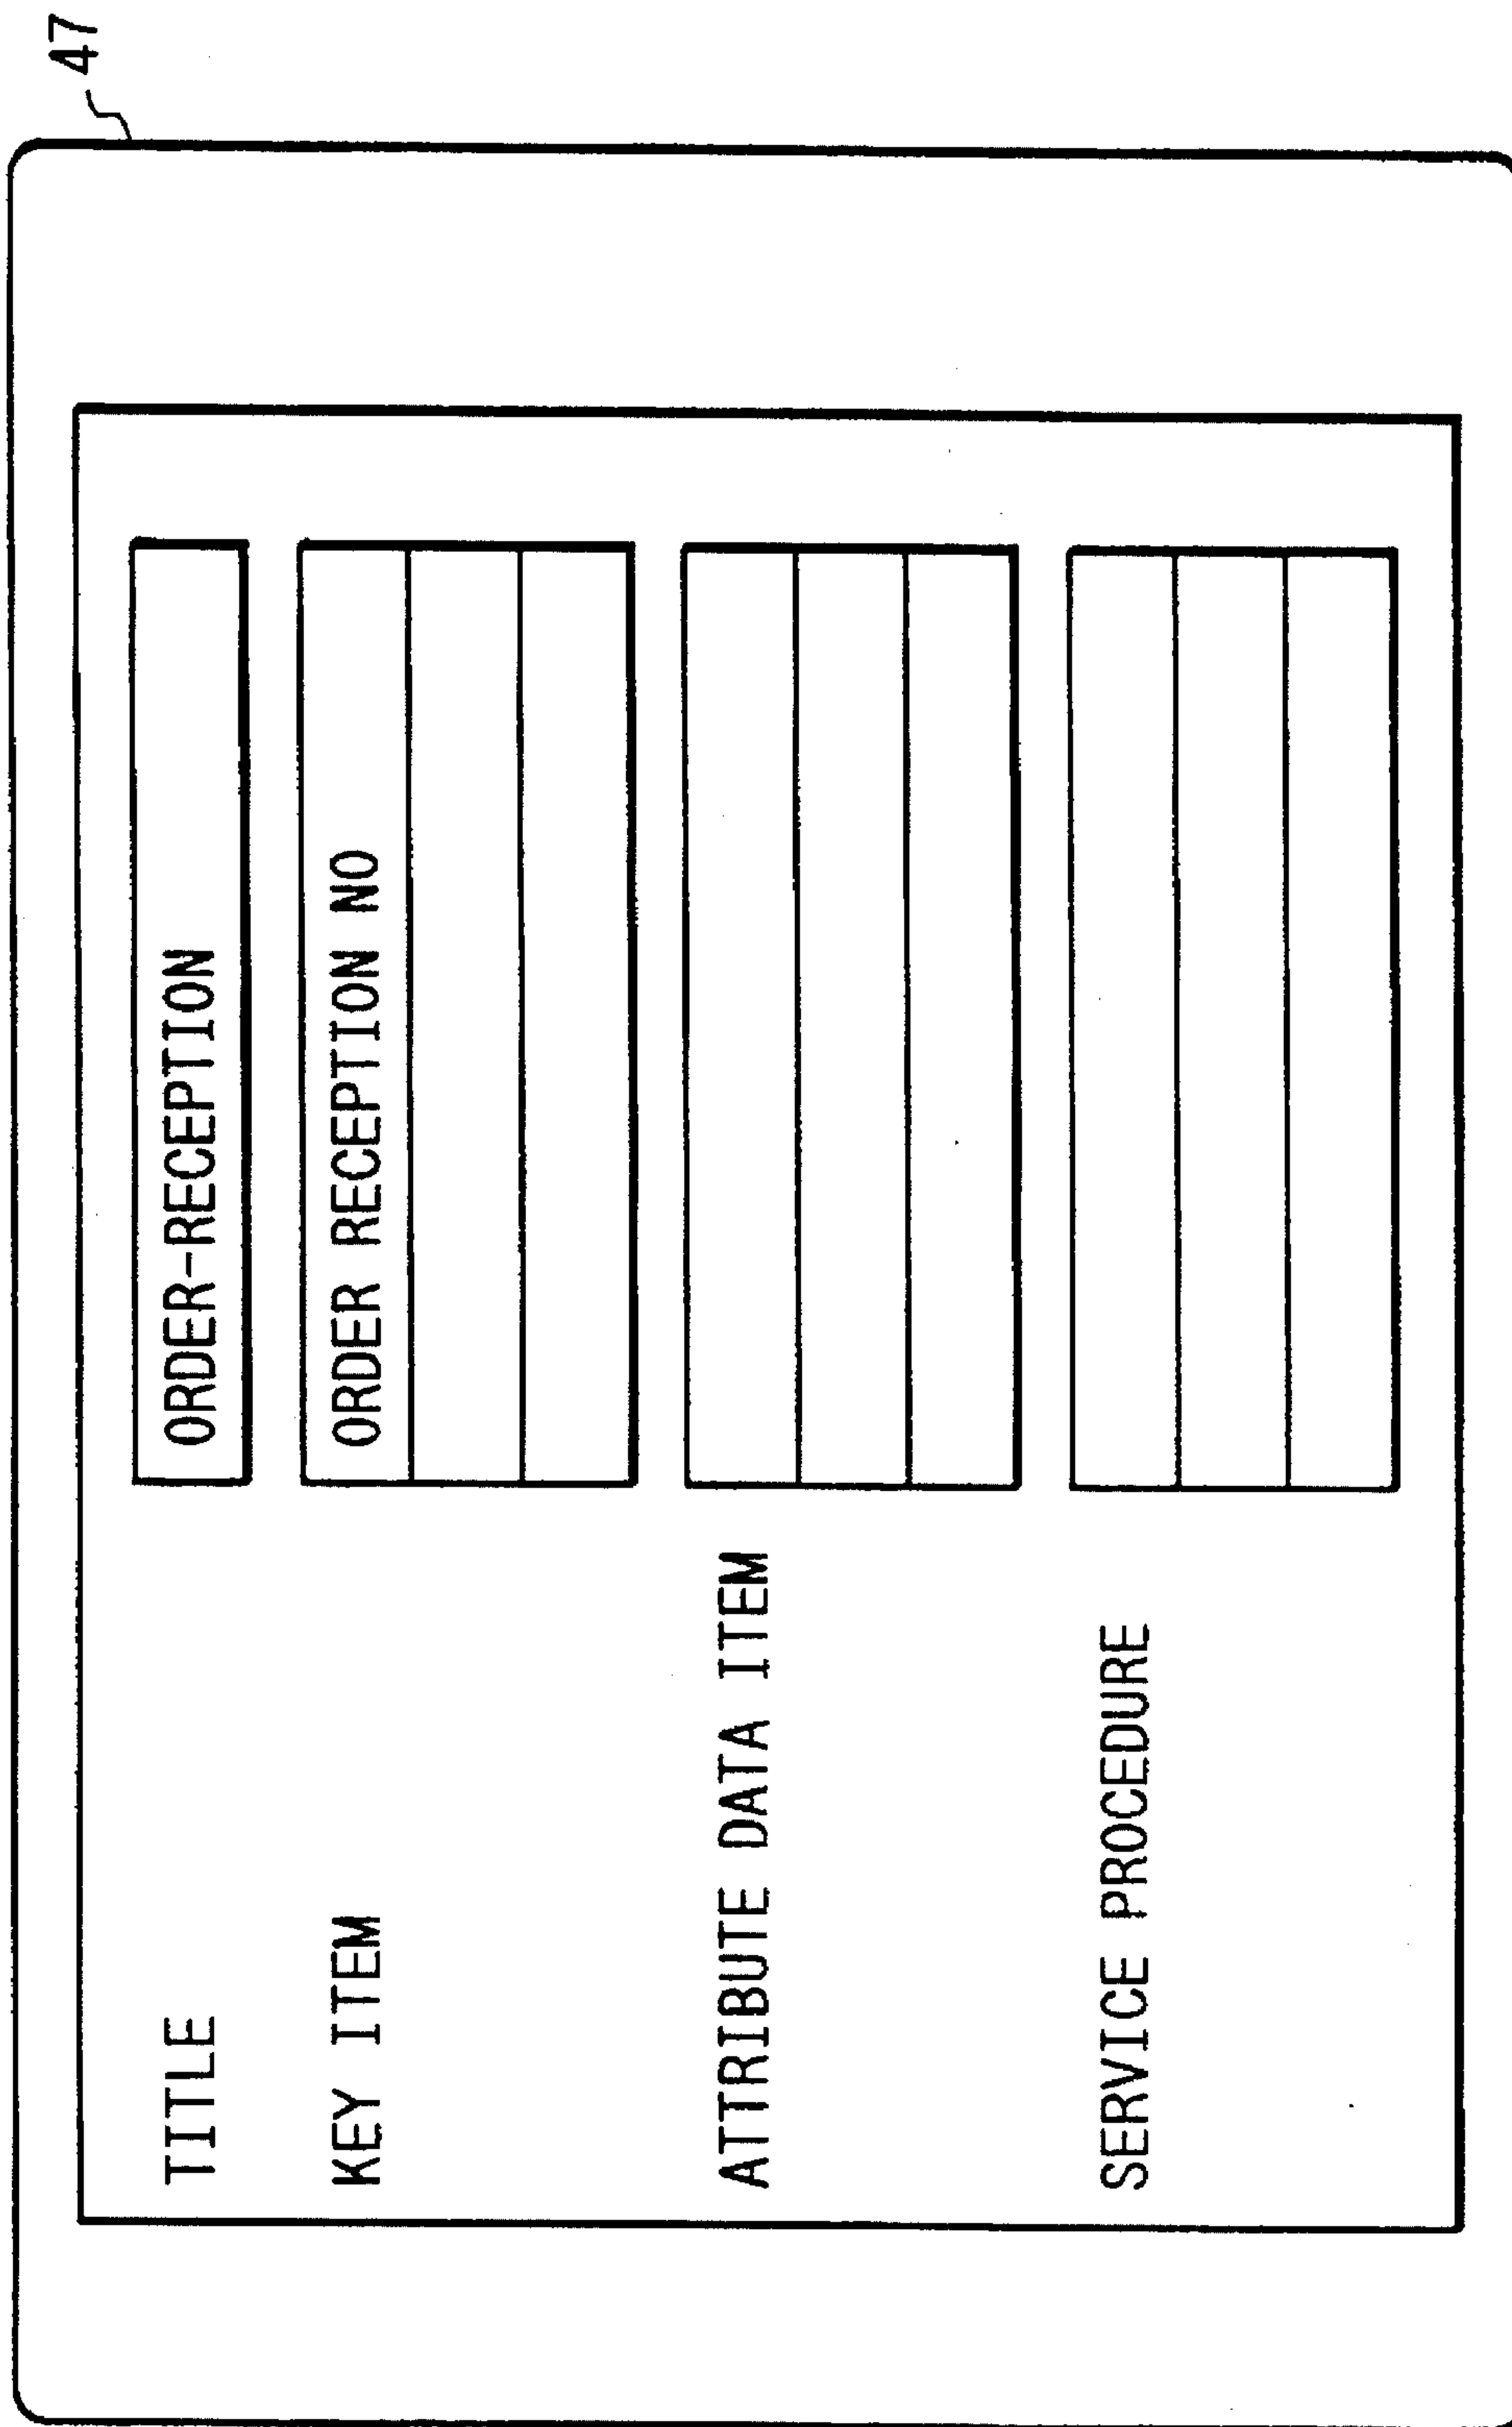 47
TITLE ORDER-RECEPTION
KEY ITEM ORDER RECEPTION NO
ATTRIBUTE DATA ITEM
SERVICE PROCEDURE